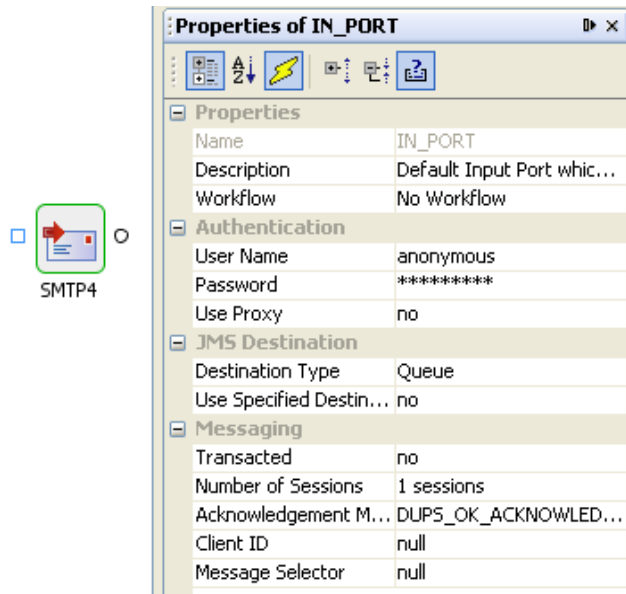 Properties of IN_PORT
Properties
Name IN_PORT
Description Default Input Port whic...
Workflow No Workflow
Authentication
User Name anonymous
Password *********
Use Proxy no
JMS Destination
Destination Type Queue
Use Specified Destin... no
Messaging
Transacted no
Number of Sessions 1 sessions
Acknowledgement M... DUPS_OK_ACKNOWLED...
Client ID null
Message Selector null
SMTP4